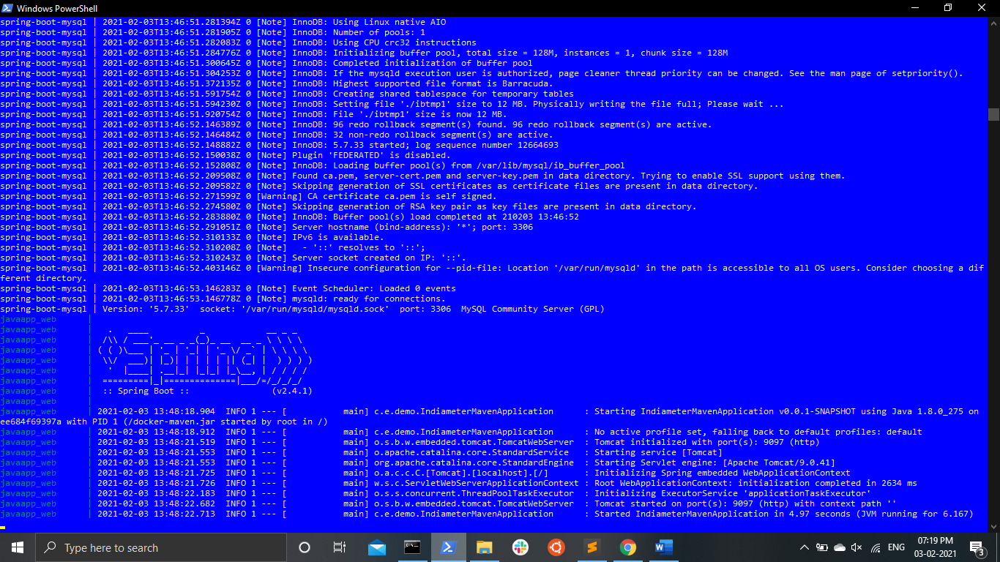 Windows PowerShell
spring-boot-mysql | 2021-02-03T13:46:51.281394Z 0 [Note] InnoDB: Using Linux native AIO
spring-boot-mysql | 2021-02-03T13:46:51.281905Z 0 [Note] InnoDB: Number of pools: 1
spring-boot-mysql | 2021-02-03T13:46:51.282083Z 0 [Note] InnoDB: Using CPU crc32 instructions
spring-boot-mysql | 2021-02-03T13:46:51.284776Z 0 [Note] InnoDB: Initializing buffer pool, total size = 128M, instances = 1, chunk size = 128M
spring-boot-mysql | 2021-02-03T13:46:51.300645Z 0 [Note] InnoDB: Completed initialization of buffer pool
spring-boot-mysql | 2021-02-03T13:46:51.304253Z 0 [Note] InnoDB: If the mysqld execution user is authorized, page cleaner thread priority can be changed. See the man page of setpriority().
spring-boot-mysql | 2021-02-03T13:46:51.372135Z 0 [Note] InnoDB: Highest supported file format is Barracuda.
spring-boot-mysql | 2021-02-03T13:46:51.591754Z 0 [Note] InnoDB: Creating shared tablespace for temporary tables
spring-boot-mysql | 2021-02-03T13:46:51.594230Z 0 [Note] InnoDB: Setting file './ibtmp1' size to 12 MB. Physically writing the file full; Please wait ...
spring-boot-mysql | 2021-02-03T13:46:51.920754Z 0 [Note] InnoDB: File './ibtmp1' size is now 12 MB.
spring-boot-mysql | 2021-02-03T13:46:52.146389Z 0 [Note] InnoDB: 96 redo rollback segment(s) found. 96 redo rollback segment(s) are active.
spring-boot-mysql | 2021-02-03T13:46:52.146484Z 0 [Note] InnoDB: 32 non-redo rollback segment(s) are active.
spring-boot-mysql | 2021-02-03T13:46:52.148882Z 0 [Note] InnoDB: 5.7.33 started; log sequence number 12664693
spring-boot-mysql | 2021-02-03T13:46:52.150038Z 0 [Note] Plugin 'FEDERATED' is disabled.
spring-boot-mysql | 2021-02-03T13:46:52.152808Z 0 [Note] InnoDB: Loading buffer pool(s) from /var/lib/mysql/ib_buffer_pool
spring-boot-mysql | 2021-02-03T13:46:52.209508Z 0 [Note] Found ca.pem, server-cert.pem and server-key.pem in data directory. Trying to enable SSL support using them.
spring-boot-mysql | 2021-02-03T13:46:52.209582Z 0 [Note] Skipping generation of SSL certificates as certificate files are present in data directory.
spring-boot-mysql | 2021-02-03T13:46:52.271599Z 0 [Warning] CA certificate ca.pem is self signed.
spring-boot-mysql | 2021-02-03T13:46:52.274580Z 0 [Note] Skipping generation of RSA key pair as key files are present in data directory.
spring-boot-mysql | 2021-02-03T13:46:52.283880Z 0 [Note] InnoDB: Buffer pool(s) load completed at 210203 13:46:52
spring-boot-mysql | 2021-02-03T13:46:52.291051Z 0 [Note] Server hostname (bind-address): '*'; port: 3306
spring-boot-mysql | 2021-02-03T13:46:52.310133Z 0 [Note] IPv6 is available.
spring-boot-mysql | 2021-02-03T13:46:52.310208Z 0 [Note]   - '::' resolves to '::';
spring-boot-mysql | 2021-02-03T13:46:52.310243Z 0 [Note] Server socket created on IP: '::'.
spring-boot-mysql | 2021-02-03T13:46:52.403146Z 0 [Warning] Insecure configuration for --pid-file: Location '/var/run/mysqld' in the path is accessible to all OS users. Consider choosing a dif
ferent directory.
spring-boot-mysql | 2021-02-03T13:46:53.146283Z 0 [Note] Event Scheduler: Loaded 0 events
spring-boot-mysql | 2021-02-03T13:46:53.146778Z 0 [Note] mysqld: ready for connections.
spring-boot-mysql | Version: '5.7.33'  socket: '/var/run/mysqld/mysqld.sock'  port: 3306  MySQL Community Server (GPL)
javaapp_web       |
javaapp_web       |   .   ____          _            __ _ _
javaapp_web       |  /\\ / ___'_ __ _ _(_)_ __  __ _ \ \ \ \
javaapp_web       | ( ( )\___ | '_ | '_| | '_ \/ _` | \ \ \ \
javaapp_web       |  \\/  ___)| |_)| | | | | || (_| |  ) ) ) )
javaapp_web       |   '  |____| .__|_| |_|_| |_\__, | / / / /
javaapp_web       |  =========|_|==============|___/=/_/_/_/
javaapp_web       |  :: Spring Boot ::                (v2.4.1)
javaapp_web       |
javaapp_web       | 2021-02-03 13:48:18.904  INFO 1 --- [           main] c.e.demo.IndiameterMavenApplication      : Starting IndiameterMavenApplication v0.0.1-SNAPSHOT using Java 1.8.0_275 on
ee684f69397a with PID 1 (/docker-maven.jar started by root in /)
javaapp_web       | 2021-02-03 13:48:18.912  INFO 1 --- [           main] c.e.demo.IndiameterMavenApplication      : No active profile set, falling back to default profiles: default
javaapp_web       | 2021-02-03 13:48:21.519  INFO 1 --- [           main] o.s.b.w.embedded.tomcat.TomcatWebServer  : Tomcat initialized with port(s): 9097 (http)
javaapp_web       | 2021-02-03 13:48:21.553  INFO 1 --- [           main] o.apache.catalina.core.StandardService   : Starting service [Tomcat]
javaapp_web       | 2021-02-03 13:48:21.553  INFO 1 --- [           main] org.apache.catalina.core.StandardEngine  : Starting Servlet engine: [Apache Tomcat/9.0.41]
javaapp_web       | 2021-02-03 13:48:21.725  INFO 1 --- [           main] o.a.c.c.C.[Tomcat].[localhost].[/]       : Initializing Spring embedded WebApplicationContext
javaapp_web       | 2021-02-03 13:48:21.726  INFO 1 --- [           main] w.s.c.ServletWebServerApplicationContext : Root WebApplicationContext: initialization completed in 2634 ms
javaapp_web       | 2021-02-03 13:48:22.183  INFO 1 --- [           main] o.s.s.concurrent.ThreadPoolTaskExecutor  : Initializing ExecutorService 'applicationTaskExecutor'
javaapp_web       | 2021-02-03 13:48:22.682  INFO 1 --- [           main] o.s.b.w.embedded.tomcat.TomcatWebServer  : Tomcat started on port(s): 9097 (http) with context path ''
javaapp_web       | 2021-02-03 13:48:22.713  INFO 1 --- [           main] c.e.demo.IndiameterMavenApplication      : Started IndiameterMavenApplication in 4.97 seconds (JVM running for 6.167)
Type here to search
ENG
07:19 PM
03-02-2021
3